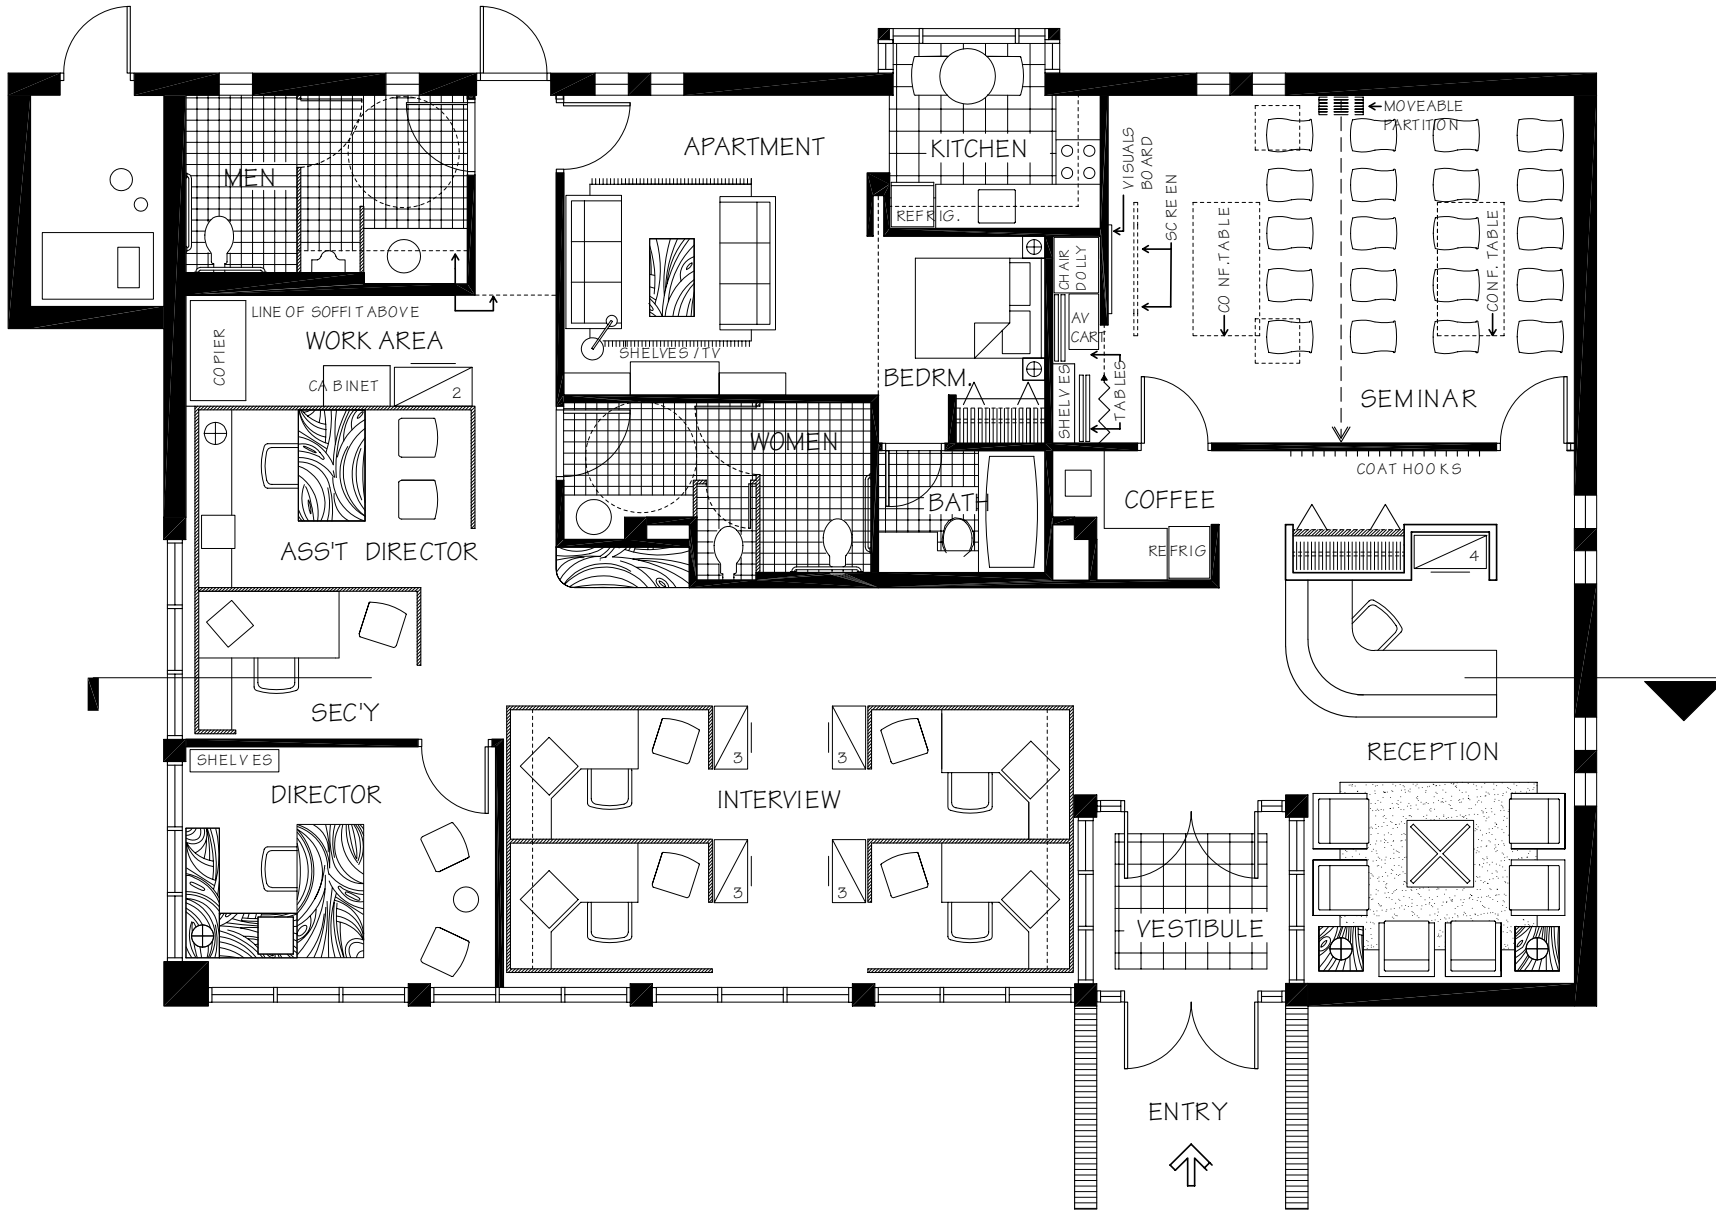 MOVEABLE
PARTITION
APARTMENT
KITCHEN
VISUALS
BOARD
MEN
SCREEN
REFRIG.
CONF. TABLE
CONF. TABLE
CHAIR
DOLLY
LINE OF SOFFIT ABOVE
WORK AREA
AV
CART
COPIER
SHELVES / TV
CABINET
2
BEDRM.
SHELVES
TABLES
SEMINAR
WOMEN
COAT HOOKS
BATH
COFFEE
ASS'T DIRECTOR
REFRIG
4
SEC'Y
SHELVES
3
3
RECEPTION
DIRECTOR
INTERVIEW
3
3
VESTIBULE
ENTRY